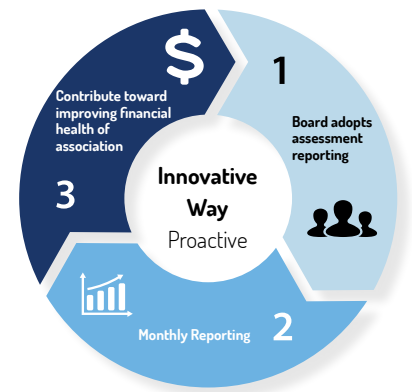 1
Board adopts
assessment
reporting
2
Monthly Reporting
3
$
Contribute toward
improving financial
health of
association
Innovative
Way
Proactive